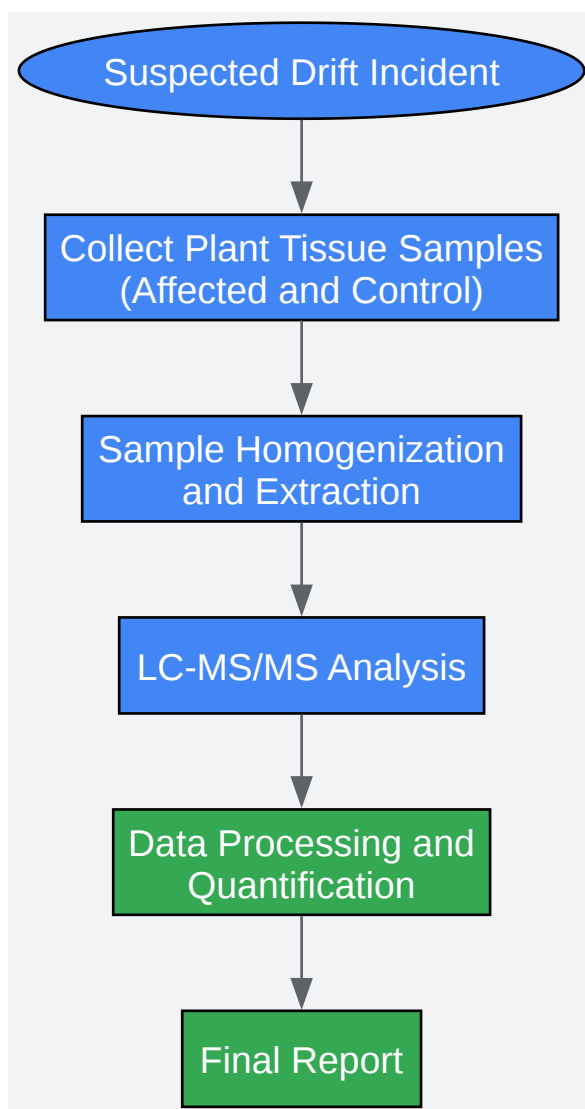 Suspected Drift Incident
Collect Plant Tissue Samples
(Affected and Control)
Sample Homogenization
and Extraction
LC-MS/MS Analysis
Data Processing and
Quantification
Final Report